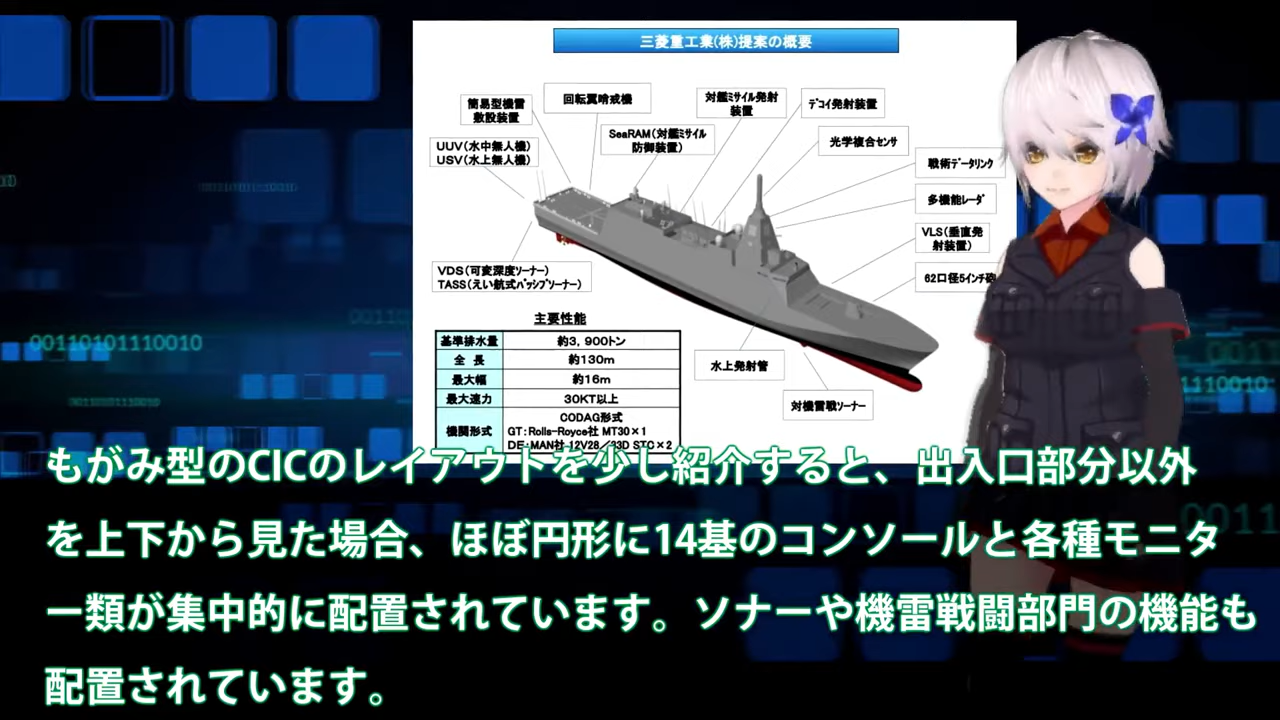 三菱重工業(株)提案の概要
簡易型機雷
敷設装置
回転翼哨戒機
対艦ミサイル発射
装置
デコイ発射装置
SeaRAM(対艦ミサイル
防御装置)
光学複合センサ
UUV(水中無人機)
USV(水上無人機)
戦術データリンク
多機能レーダ
VLS(垂直発
射装置)
62口径5インチ砲
VDS(可変深度ソーナー)
TASS(えい航式パッシブソーナー)
水上発射管
対機雷戦ソーナー
主要性能
基準排水量 約3,900トン
全 長 約130m
最大幅 約16m
最大速力 30KT以上
機関形式 CODAG形式
GT:Rolls-Royce社 MT30×1
DE:MAN社 12V28/33D STC×2
00110101110010
もがみ型のCICのレイアウトを少し紹介すると、出入口部分以外
を上下から見た場合、ほぼ円形に14基のコンソールと各種モニタ
ー類が集中的に配置されています。ソナーや機雷戦闘部門の機能も
配置されています。